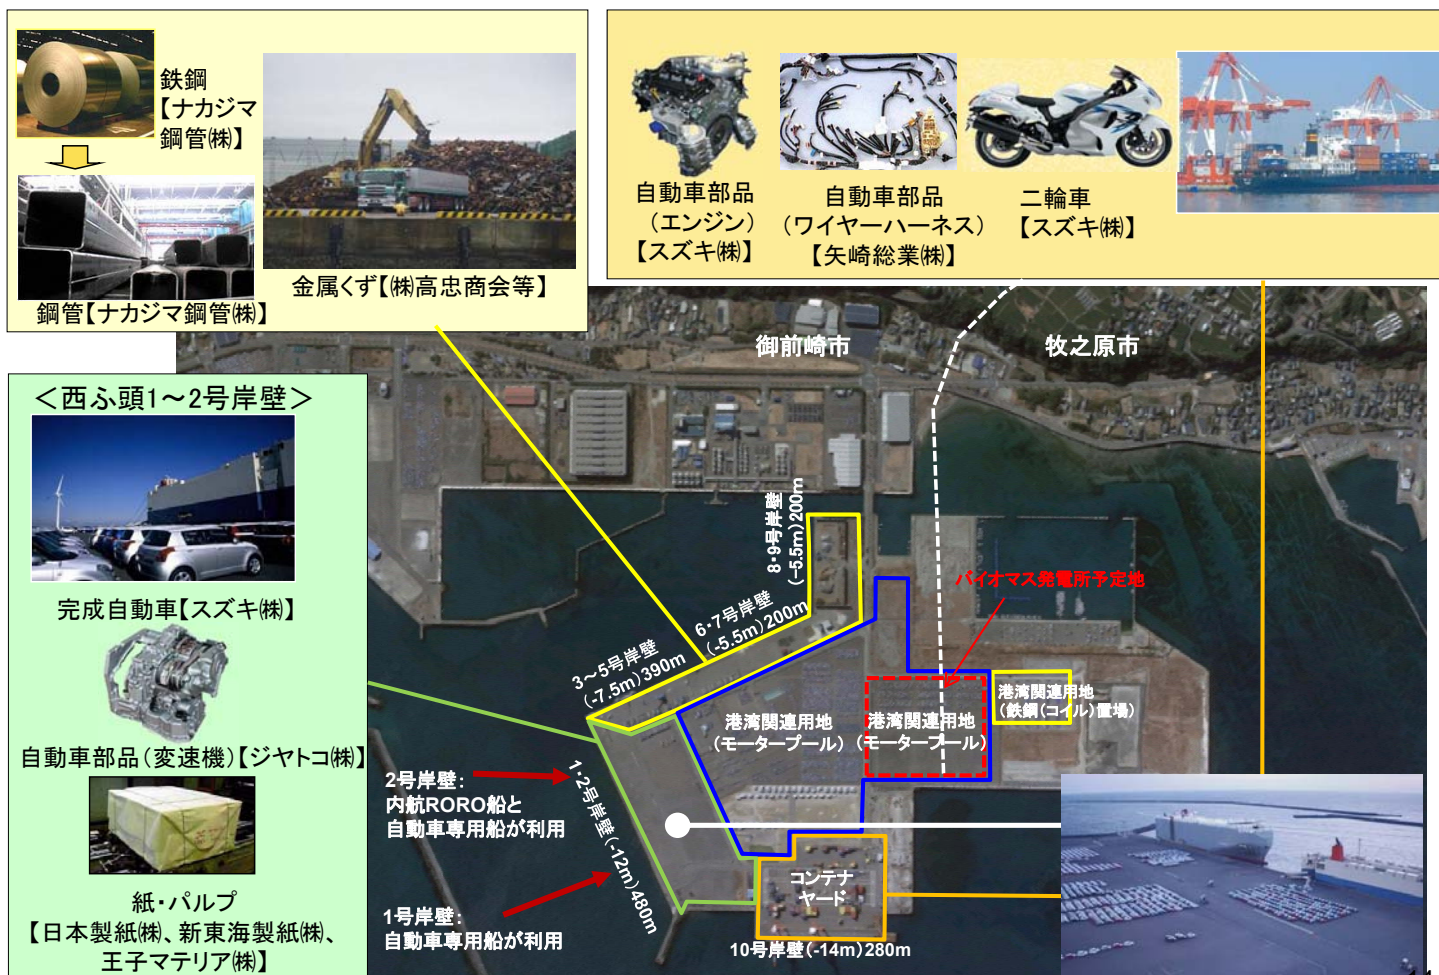 鉄鋼
【ナカジマ
鋼管㈱】
鋼管【ナカジマ鋼管㈱】
金属くず【㈱高忠商会等】
自動車部品
（エンジン）
【スズキ㈱】
自動車部品
（ワイヤーハーネス）
【矢崎総業㈱】
二輪車
【スズキ㈱】
＜西ふ頭1～2号岸壁＞
完成自動車【スズキ㈱】
自動車部品（変速機）【ジヤトコ㈱】
紙・パルプ
【日本製紙㈱、新東海製紙㈱、
王子マテリア㈱】
御前崎市
牧之原市
8・9号岸壁
（-5.5m）200m
6・7号岸壁
（-5.5m）200m
3～5号岸壁
（-7.5m）390m
バイオマス発電所予定地
港湾関連用地
（鉄鋼（コイル）置場）
港湾関連用地
（モータープール）
港湾関連用地
（モータープール）
2号岸壁：
内航RORO船と
自動車専用船が利用
1・2号岸壁（-12m）480m
1号岸壁：
自動車専用船が利用
コンテナ
ヤード
10号岸壁（-14m）280m